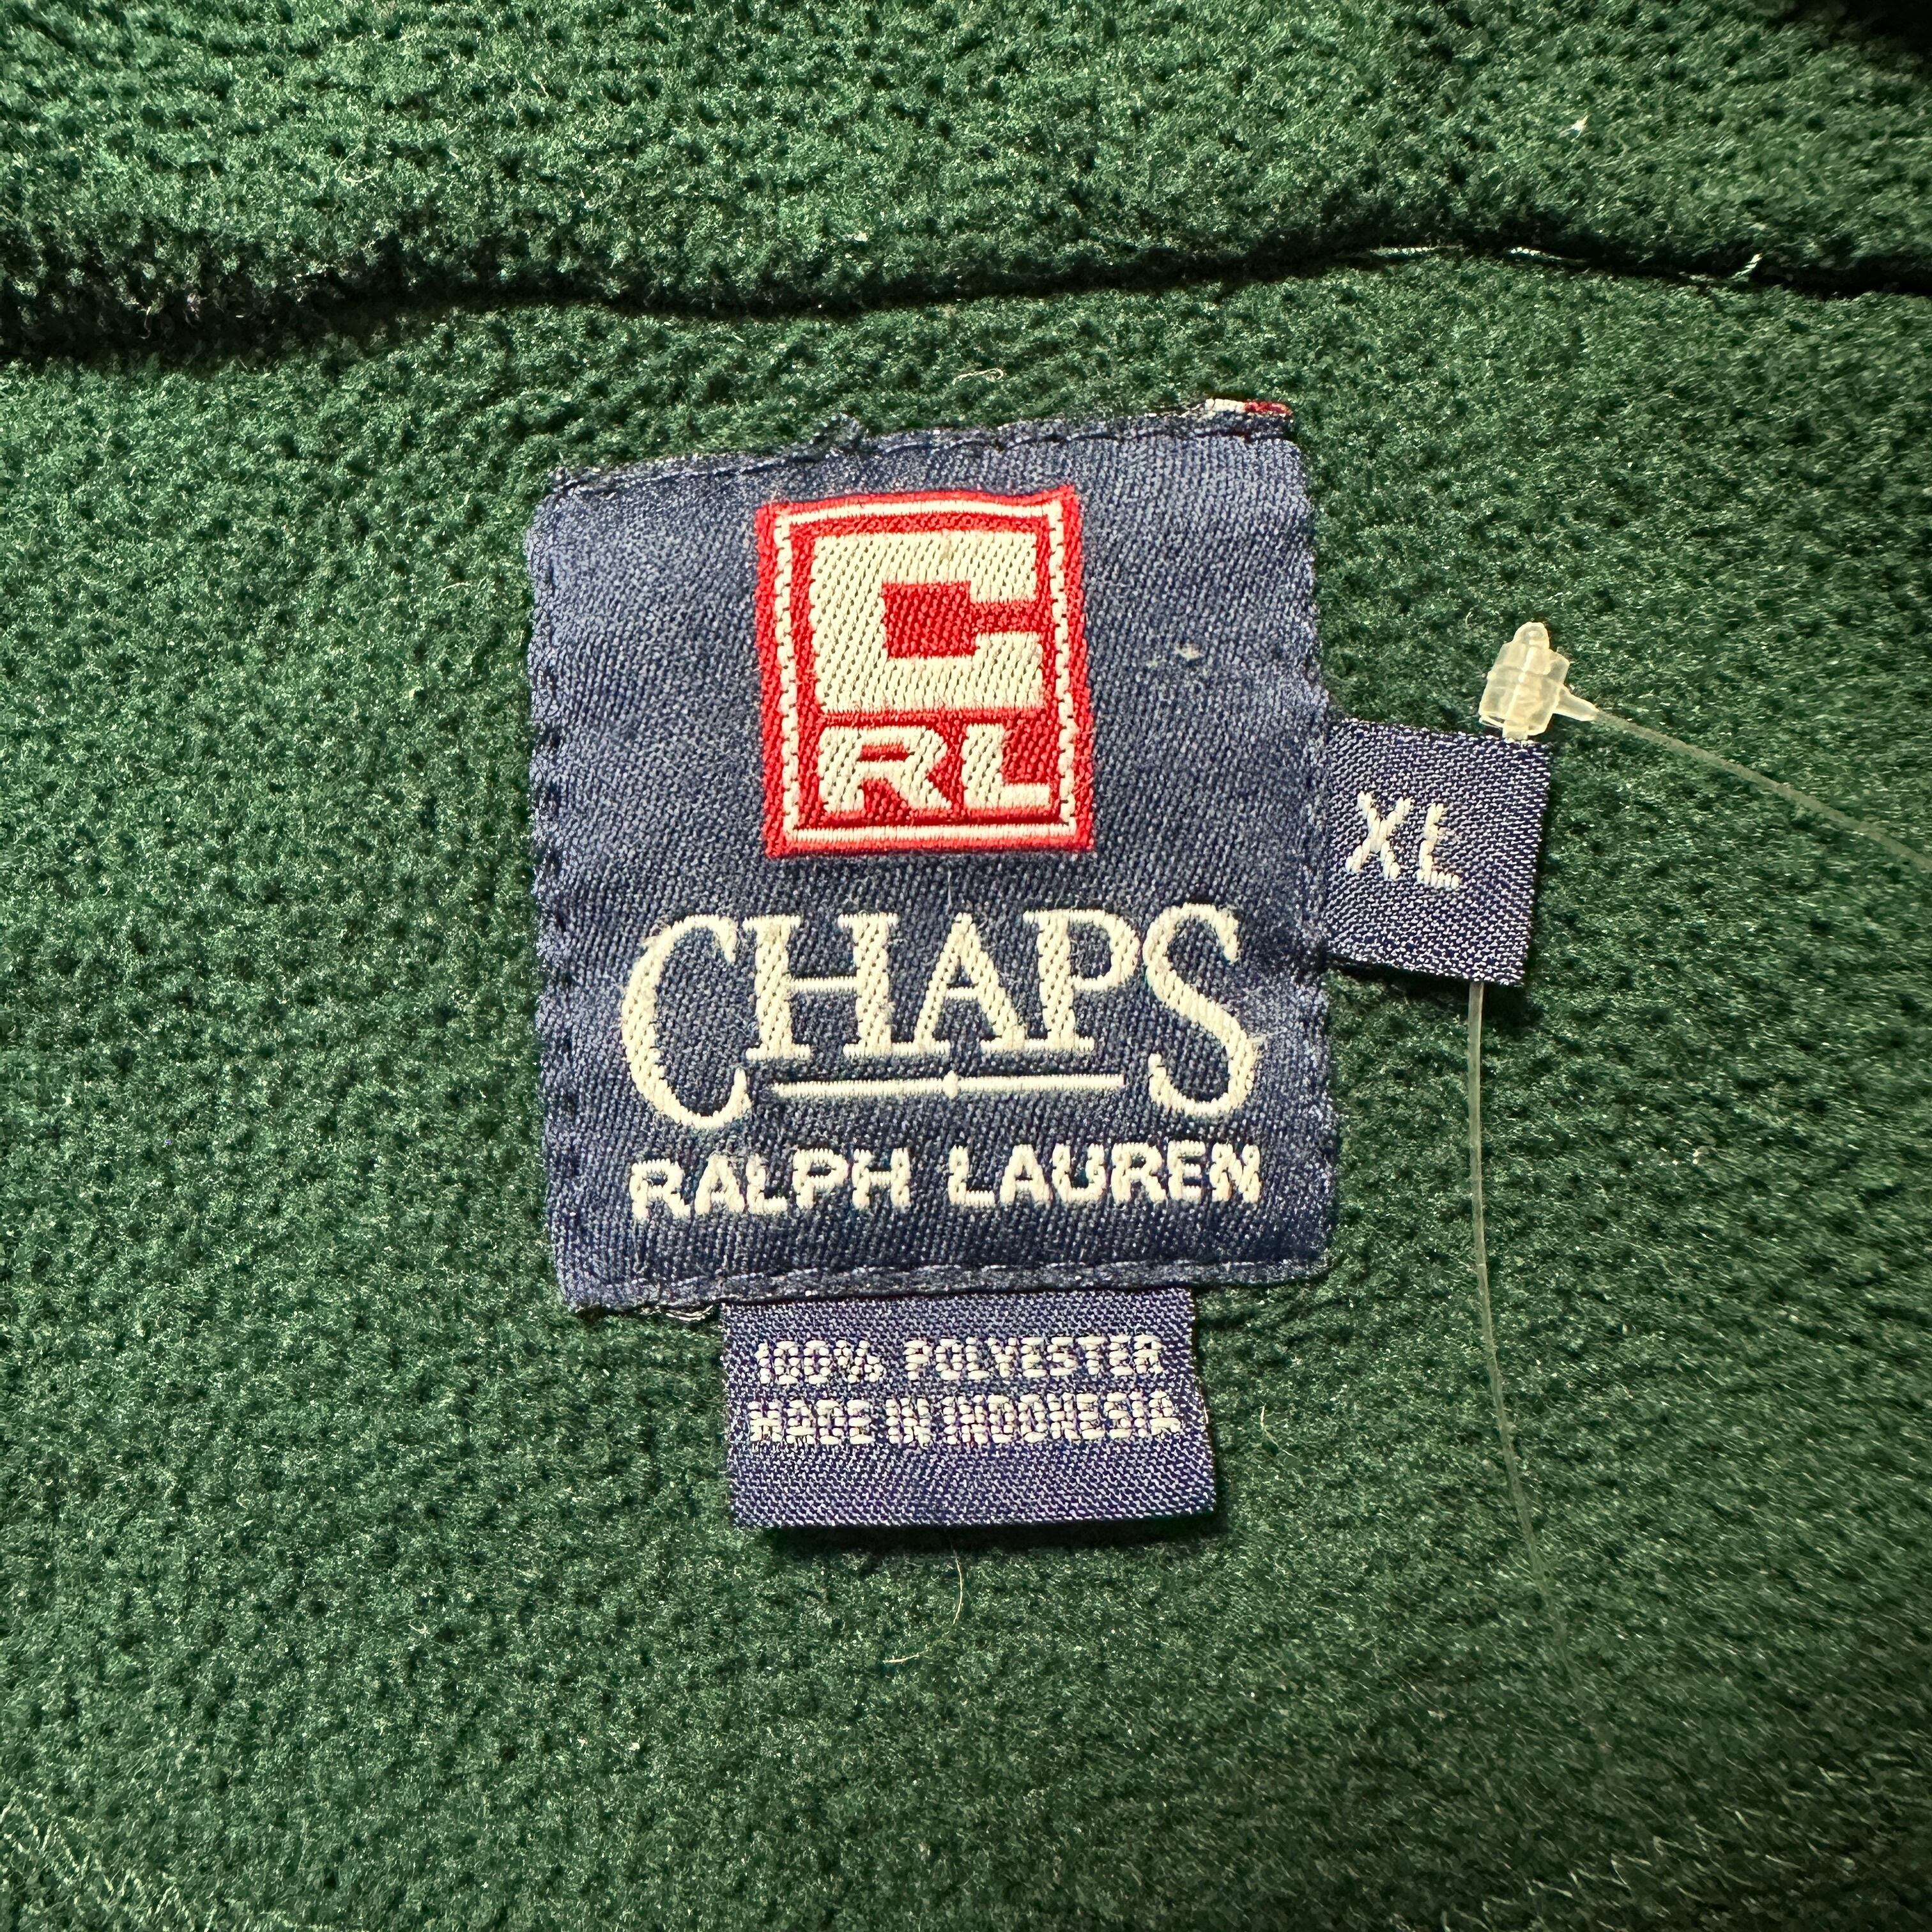 C
RL
CHAPS
RALPH LAUREN
XL
100% POLYESTER
MADE IN INDONESIA